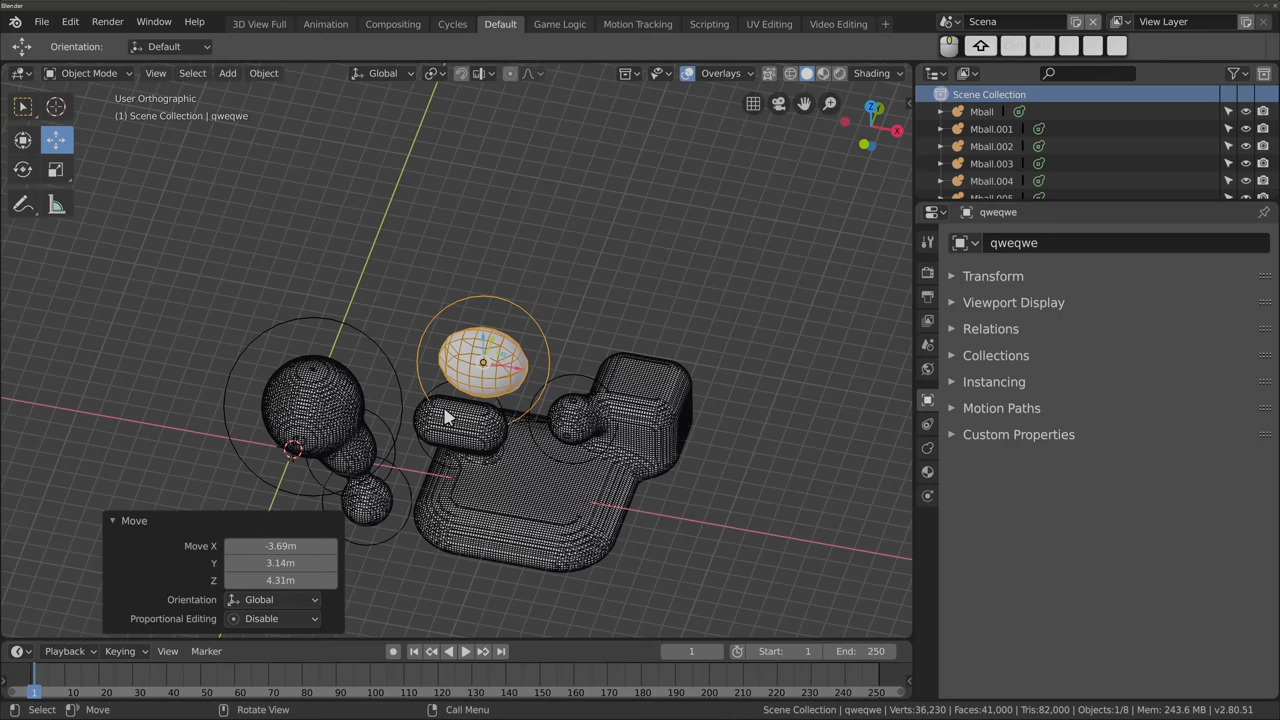 Blender
File Edit Render Window Help
3D View Full Animation Compositing Cycles Default Game Logic Motion Tracking Scripting UV Editing Video Editing +
Scena
View Layer
Orientation: Default
Object Mode View Select Add Object
Global
Overlays
Shading
User Orthographic
(1) Scene Collection | qweqwe
Z
Y
X
Scene Collection
Mball
Mball.001
Mball.002
Mball.003
Mball.004
qweqwe
qweqwe
Transform
Viewport Display
Relations
Collections
Instancing
Motion Paths
Custom Properties
Move
Move X -3.69m
Y 3.14m
Z 4.31m
Orientation Global
Proportional Editing Disable
Playback Keying View Marker
1
Start: 1
End: 250
1 10 20 30 40 50 60 70 80 90 100 110 120 130 140 150 160 170 180 190 200 210 220 230 240 250
Select Move Rotate View Call Menu
Scene Collection | qweqwe | Verts:36,230 | Faces:41,000 | Tris:82,000 | Objects:1/8 | Mem: 243.6 MB | v2.80.51